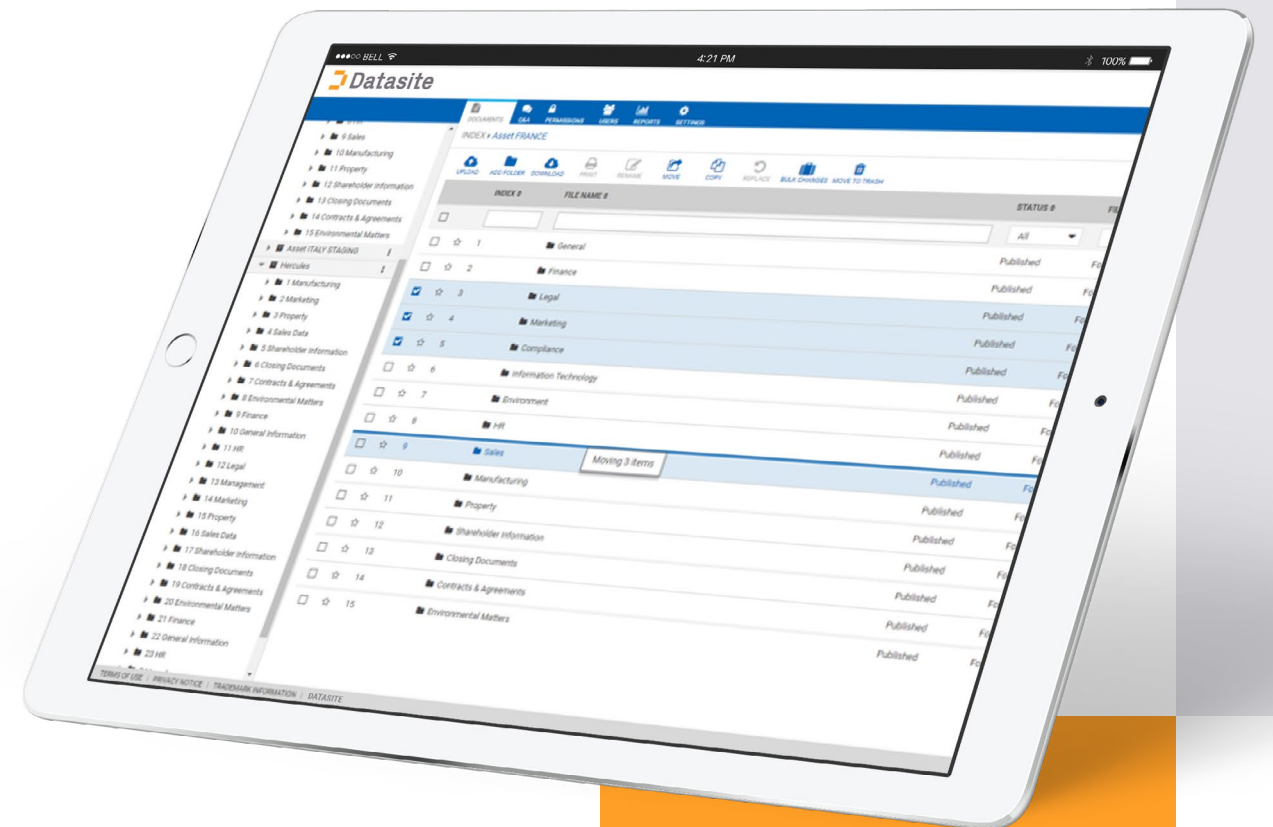 BELL 4:21 PM 100%
Datasite
DOCUMENTS Q&A PERMISSIONS USERS REPORTS SETTINGS
INDEX Asset FRANCE
UPLOAD ADD FOLDER DOWNLOAD PRINT RENAME MOVE COPY REPLACE BULK CHANGES MOVE TO TRASH
INDEX FILE NAME STATUS
All
1 General Published
2 Finance Published
3 Legal Published
4 Marketing Published
5 Compliance Published
6 Information Technology Published
7 Environment Published
8 HR Published
9 Sales Published
Moving 3 items
10 Manufacturing Published
11 Property Published
12 Shareholder Information Published
13 Closing Documents Published
14 Contracts & Agreements Published
15 Environmental Matters Published
9 Sales
10 Manufacturing
11 Property
12 Shareholder Information
13 Closing Documents
14 Contracts & Agreements
15 Environmental Matters
Asset ITALY STAGING
Hercules
1 Manufacturing
2 Marketing
3 Property
4 Sales Data
5 Shareholder Information
6 Closing Documents
7 Contracts & Agreements
8 Environmental Matters
9 Finance
10 General Information
11 HR
12 Legal
13 Management
14 Marketing
15 Property
16 Sales Data
17 Shareholder Information
18 Closing Documents
19 Contracts & Agreements
20 Environmental Matters
21 Finance
22 General Information
23 HR
TERMS OF USE | PRIVACY NOTICE | TRADEMARK INFORMATION | DATASITE